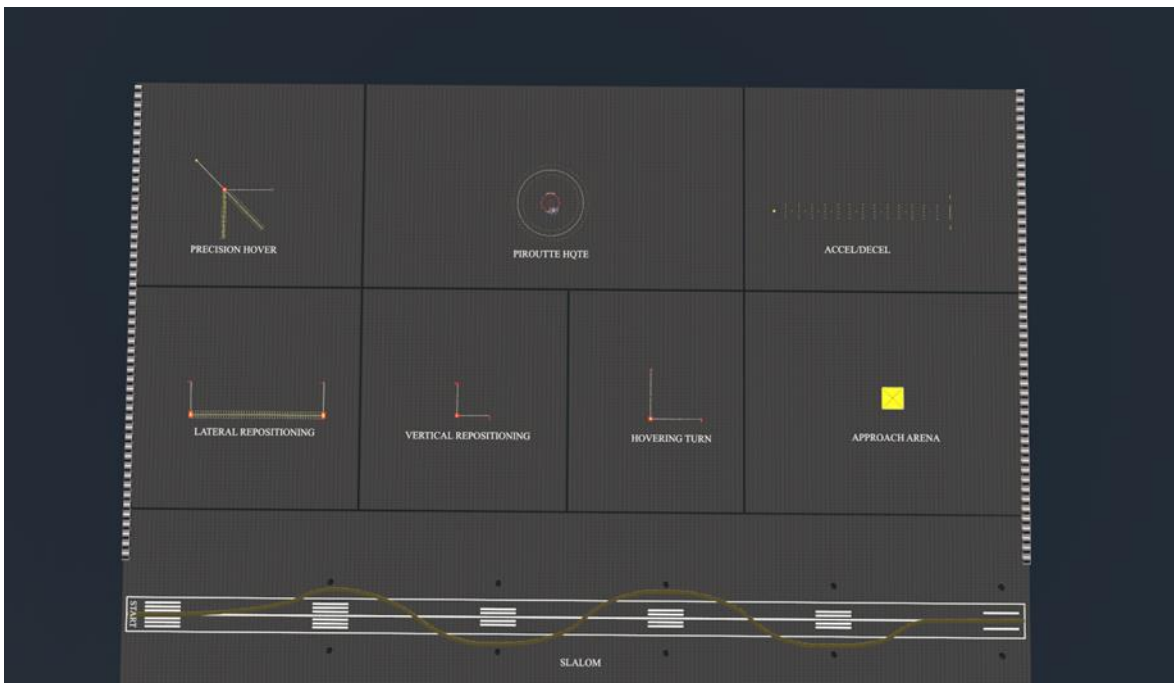 PRECISION HOVER
PIROUTTE HQTE
ACCEL/DECEL
LATERAL REPOSITIONING
VERTICAL REPOSITIONING
HOVERING TURN
APPROACH ARENA
START
SLALOM